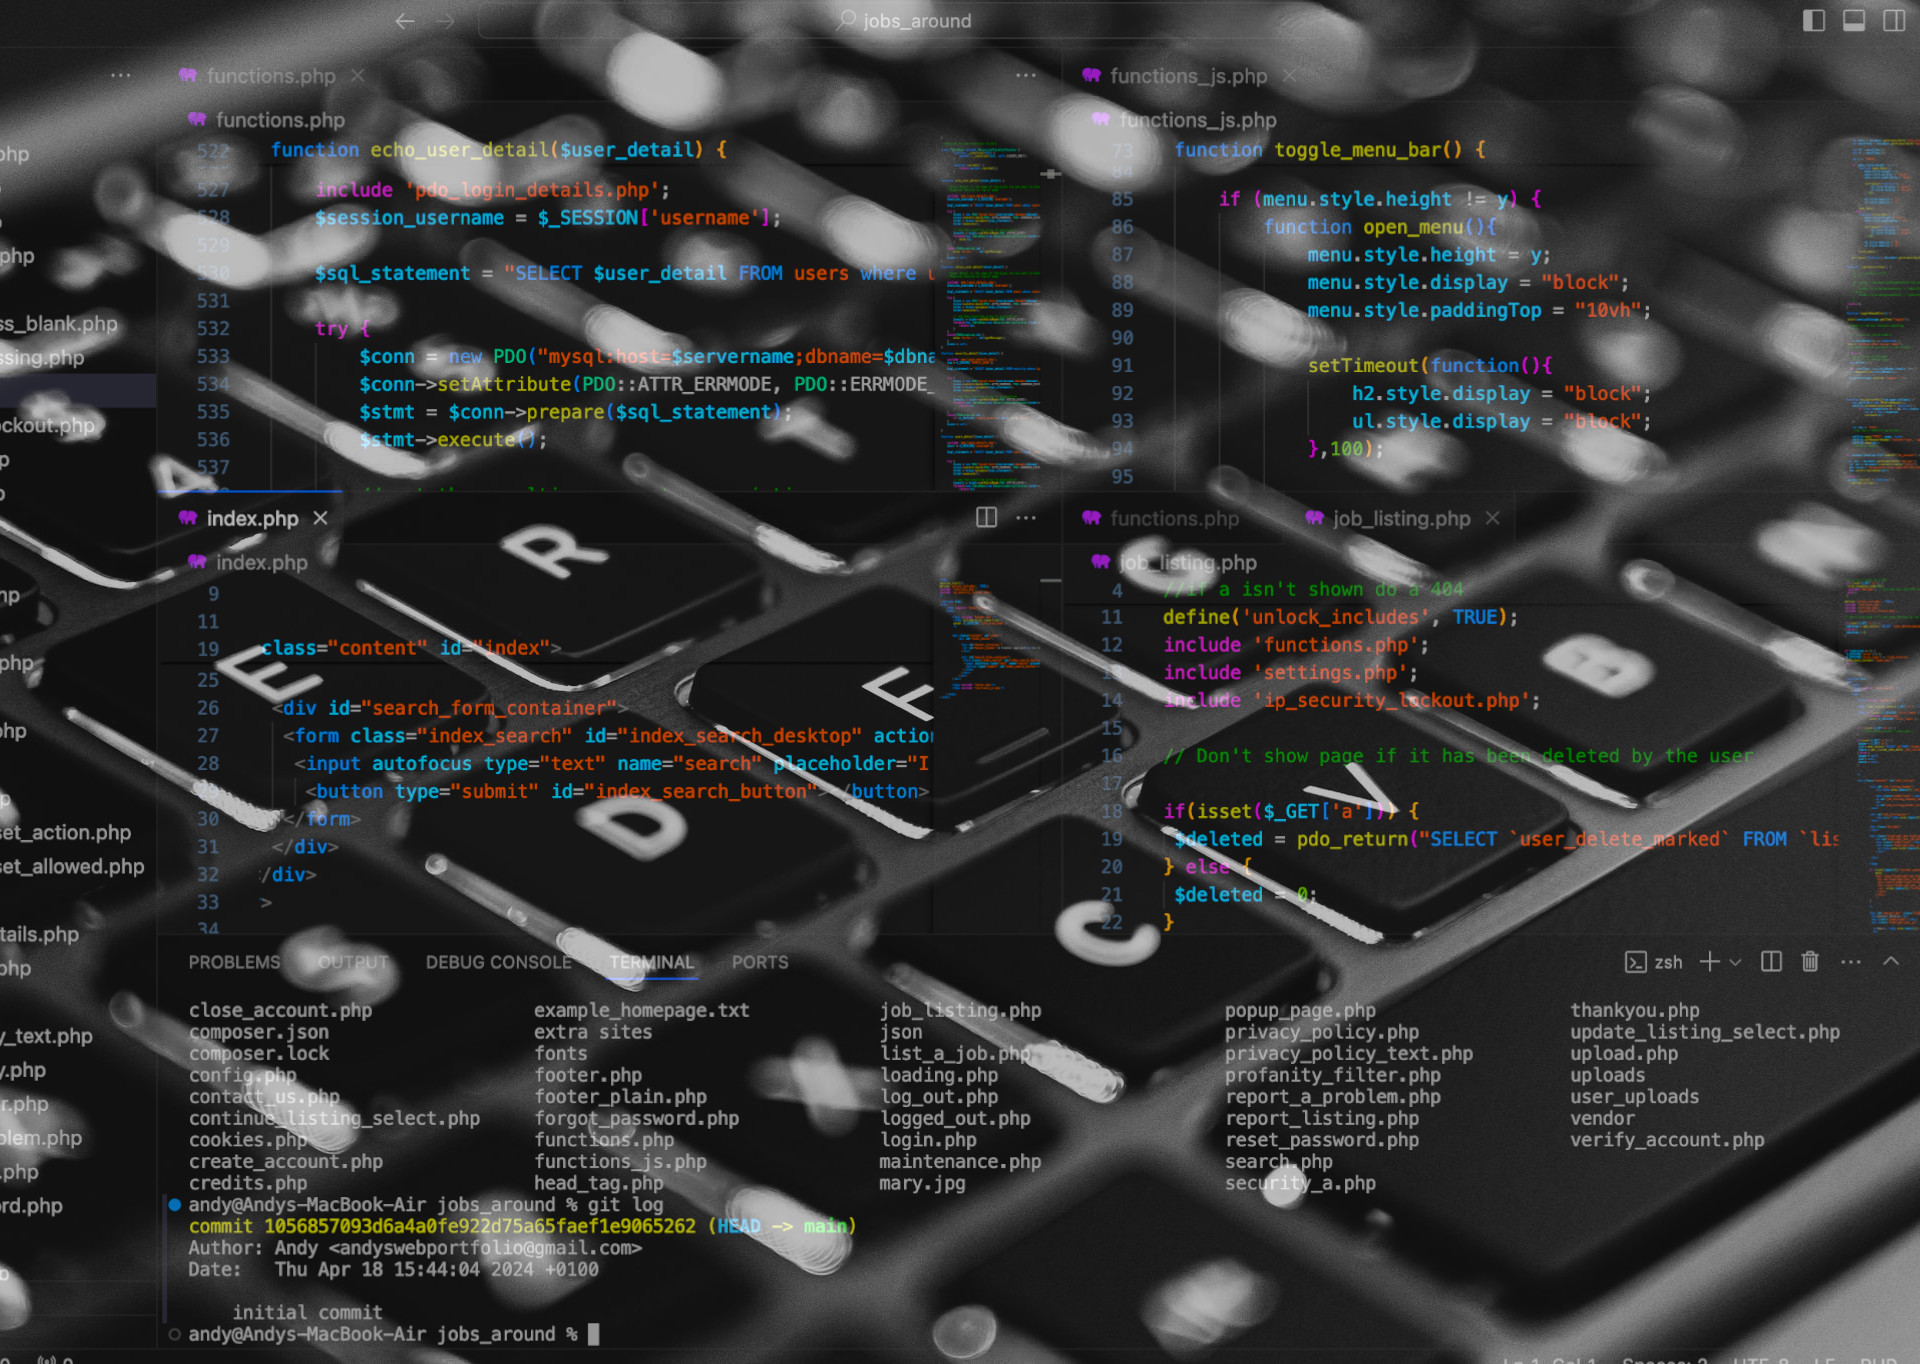 jobs_around
functions.php
functions.php
522 function echo_user_detail($user_detail) {
527 include 'pdo_login_details.php';
528 $session_username = $_SESSION['username'];
529
530 $sql_statement = "SELECT $user_detail FROM users where
531
532 try {
533 $conn = new PDO("mysql:host=$servername;dbname=$dbna
534 $conn->setAttribute(PDO::ATTR_ERRMODE, PDO::ERRMODE_
535 $stmt = $conn->prepare($sql_statement);
536 $stmt->execute();
537
functions_js.php
functions_js.php
73 function toggle_menu_bar() {
84
85 if (menu.style.height != y) {
86 function open_menu(){
87 menu.style.height = y;
88 menu.style.display = "block";
89 menu.style.paddingTop = "10vh";
90
91 setTimeout(function(){
92 h2.style.display = "block";
93 ul.style.display = "block";
94 },100);
95
index.php
index.php
9
11
19 class="content" id="index">
25
26 <div id="search_form_container">
27 <form class="index_search" id="index_search_desktop" action
28 <input autofocus type="text" name="search" placeholder="I
29 <button type="submit" id="index_search_button"></button>
30 </form>
31 </div>
32 /div>
33 >
34
functions.php job_listing.php
job_listing.php
4 //if a isn't shown do a 404
11 define('unlock_includes', TRUE);
12 include 'functions.php';
13 include 'settings.php';
14 include 'ip_security_lockout.php';
15
16 // Don't show page if it has been deleted by the user
17
18 if(isset($_GET['a'])) {
19 $deleted = pdo_return("SELECT `user_delete_marked` FROM `lis
20 } else {
21 $deleted = 0;
22 }
hp
php
ss_blank.php
ssing.php
ckout.php
p
hp
php
php
p
set_action.php
set_allowed.php
tails.php
hp
y_text.php
y.php
r.php
blem.php
.php
ord.php
R
E
F
D
C
V
B
C
PROBLEMS OUTPUT DEBUG CONSOLE TERMINAL PORTS
zsh
close_account.php example_homepage.txt job_listing.php popup_page.php thankyou.php
composer.json extra sites json privacy_policy.php update_listing_select.php
composer.lock fonts list_a_job.php privacy_policy_text.php upload.php
config.php footer.php loading.php profanity_filter.php uploads
contact_us.php footer_plain.php log_out.php report_a_problem.php user_uploads
continue_listing_select.php forgot_password.php logged_out.php report_listing.php vendor
cookies.php functions.php login.php reset_password.php verify_account.php
create_account.php functions_js.php maintenance.php search.php
credits.php head_tag.php mary.jpg security_a.php
andy@Andys-MacBook-Air jobs_around % git log
commit 1056857093d6a4a0fe922d75a65faef1e9065262 (HEAD -> main)
Author: Andy <andyswebportfolio@gmail.com>
Date: Thu Apr 18 15:44:04 2024 +0100
initial commit
andy@Andys-MacBook-Air jobs_around %